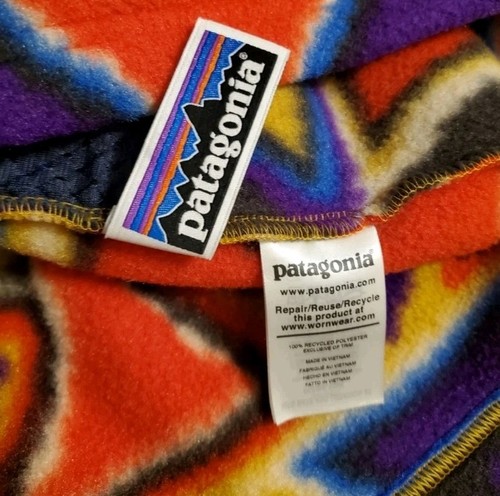 patagonia®
patagonia®
www.patagonia.com
Repair/Reuse/Recycle
this product at
www.wornwear.com
100% RECYCLED POLYESTER
EXCLUSIVE OF TRIM
MADE IN VIETNAM
FABRIQUÉ AU VIETNAM
HECHO EN VIETNAM
FATTO IN VIETNAM